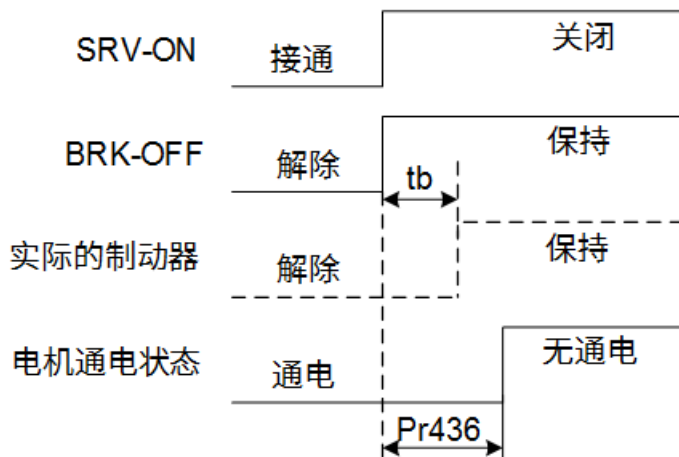 SRV-ON 接通 关闭
BRK-OFF 解除 保持
tb
实际的制动器 解除 保持
电机通电状态 通电 无通电
Pr436